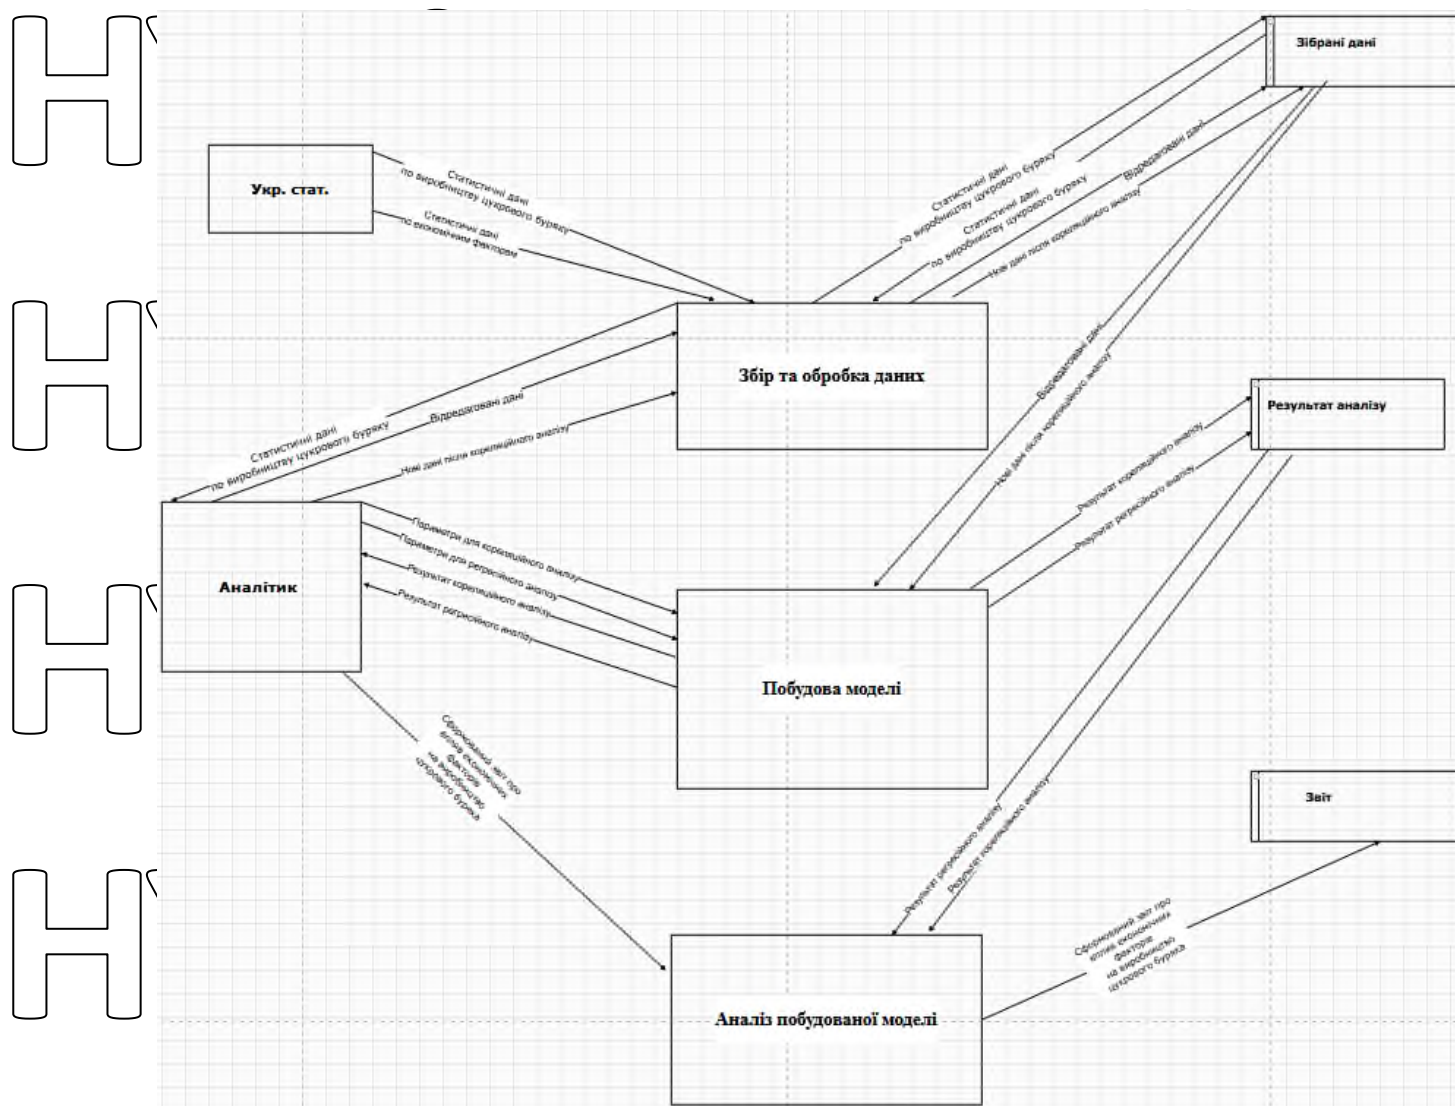 Н
Зібрані дані
Укр. стат.
Статистичні дані
по виробництву цукрового буряку
Статистичні дані
по економічним факторам
Статистичні дані
по виробництву цукрового буряку
Статистичні дані
по виробництву цукрового буряку
Відредаговані дані
Нові дані після кореляційного аналізу
Н
Збір та обробка даних
Відредаговані дані
Нові дані після кореляційного аналізу
Результат аналізу
Статистичні дані
по виробництву цукрового буряку
Відредаговані дані
Нові дані після кореляційного аналізу
Результат кореляційного аналізу
Результат регресійного аналізу
Н
Аналітик
Параметри для кореляційного аналізу
Параметри для регресійного аналізу
Результат кореляційного аналізу
Результат регресійного аналізу
Побудова моделі
Сформований звіт про
вплив економічних
факторів
на виробництво
цукрового буряка
Звіт
Результат регресійного аналізу
Результат кореляційного аналізу
Н
Сформований звіт про
вплив економічних
факторів
на виробництво
цукрового буряка
Аналіз побудованої моделі